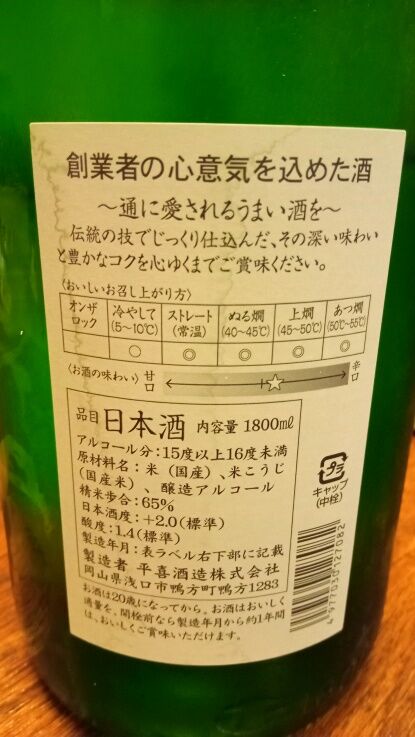 創業者の心意気を込めた酒
〜通に愛されるうまい酒を〜
伝統の技でじっくり仕込んだ、その深い味わい
と豊かなコクを心ゆくまでご賞味ください。
〈おいしいお召し上がり方〉
オンザロック 冷やして(5〜10℃) ストレート(常温) ぬる燗(40〜45℃) 上燗(45〜50℃) あつ燗(50℃〜55℃)
○ ◎ ◎ ◎ ◎
〈お酒の味わい〉 甘口 辛口
品目 日本酒 内容量 1800mℓ
アルコール分：15度以上16度未満
原材料名：米（国産）、米こうじ
（国産米）、醸造アルコール
精米歩合：65%
日本酒度：+2.0(標準)
酸度：1.4(標準)
製造年月：表ラベル右下部に記載
製造者 平喜酒造株式会社
岡山県浅口市鴨方町鴨方1283
プラ
キャップ
(中栓)
4977030127082
お酒は20歳になってから。お酒はおいしく
適量を。開栓前なら製造年月から約1年間
は、おいしくご賞味いただけます。